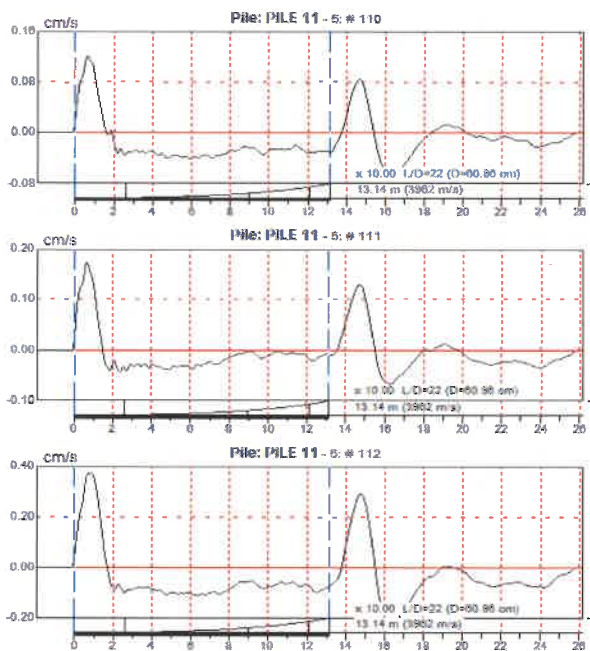 cm/s
Pile: PILE 11 - 5: # 110
0.16
0.08
0.00
-0.08
x 10.00 L/D=22 (D=60.96 cm)
13.14 m (3962 m/s)
0 2 4 6 8 10 12 14 16 18 20 22 24 26
cm/s
Pile: PILE 11 - 5: # 111
0.20
0.10
0.00
-0.10
x 10.00 L/D=22 (D=60.96 cm)
13.14 m (3962 m/s)
0 2 4 6 8 10 12 14 16 18 20 22 24 26
cm/s
Pile: PILE 11 - 5: # 112
0.40
0.20
0.00
-0.20
x 10.00 L/D=22 (D=60.96 cm)
13.14 m (3962 m/s)
0 2 4 6 8 10 12 14 16 18 20 22 24 26